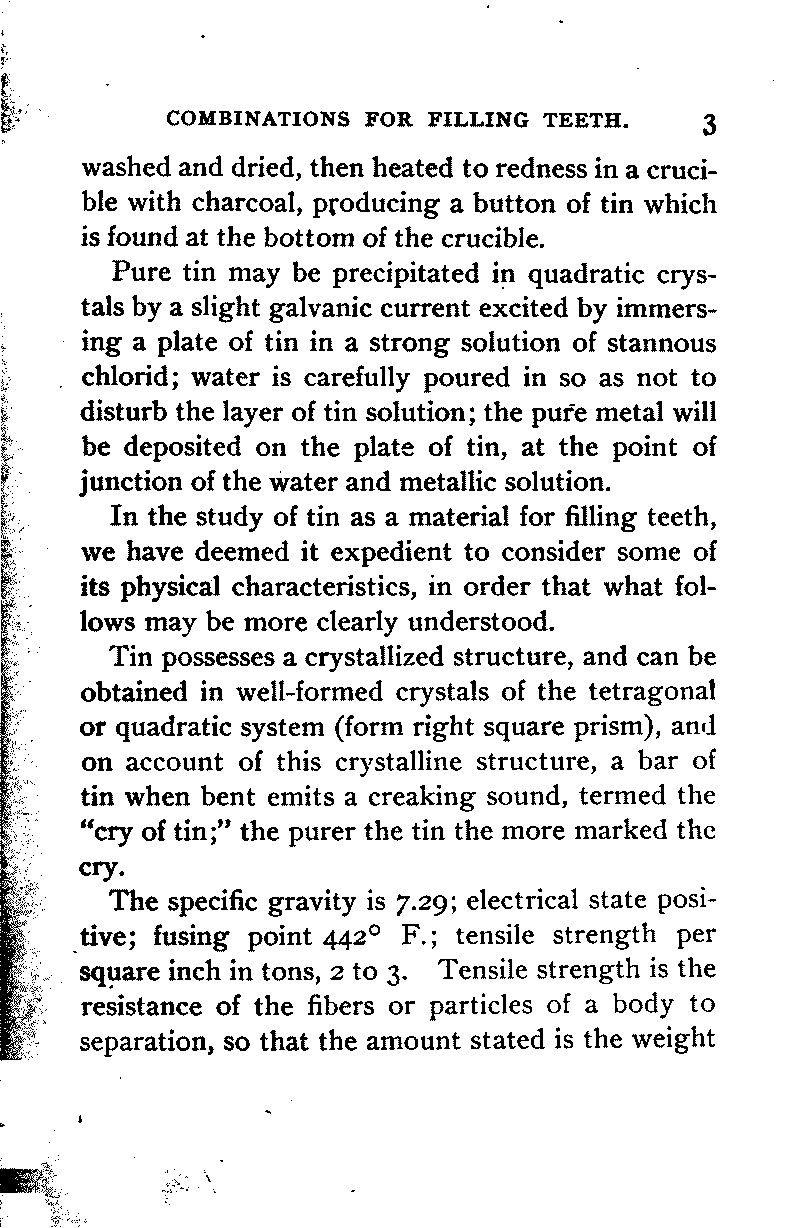 COMBINATIONS FOR FILLING TEETH. 3
washed and dried, then heated to redness in a cruci-
ble with charcoal, producing a button of tin which
is found at the bottom of the crucible.
Pure tin may be precipitated in quadratic crys-
tals by a slight galvanic current excited by immers-
ing a plate of tin in a strong solution of stannous
chlorid; water is carefully poured in so as not to
disturb the layer of tin solution; the pure metal will
be deposited on the plate of tin, at the point of
junction of the water and metallic solution.
In the study of tin as a material for filling teeth,
we have deemed it expedient to consider some of
its physical characteristics, in order that what fol-
lows may be more clearly understood.
Tin possesses a crystallized structure, and can be
obtained in well-formed crystals of the tetragonal
or quadratic system (form right square prism), and
on account of this crystalline structure, a bar of
tin when bent emits a creaking sound, termed the
“cry of tin;” the purer the tin the more marked the
cry.
The specific gravity is 7.29; electrical state posi-
tive; fusing point 442° F.; tensile strength per
square inch in tons, 2 to 3. Tensile strength is the
resistance of the fibers or particles of a body to
separation, so that the amount stated is the weight